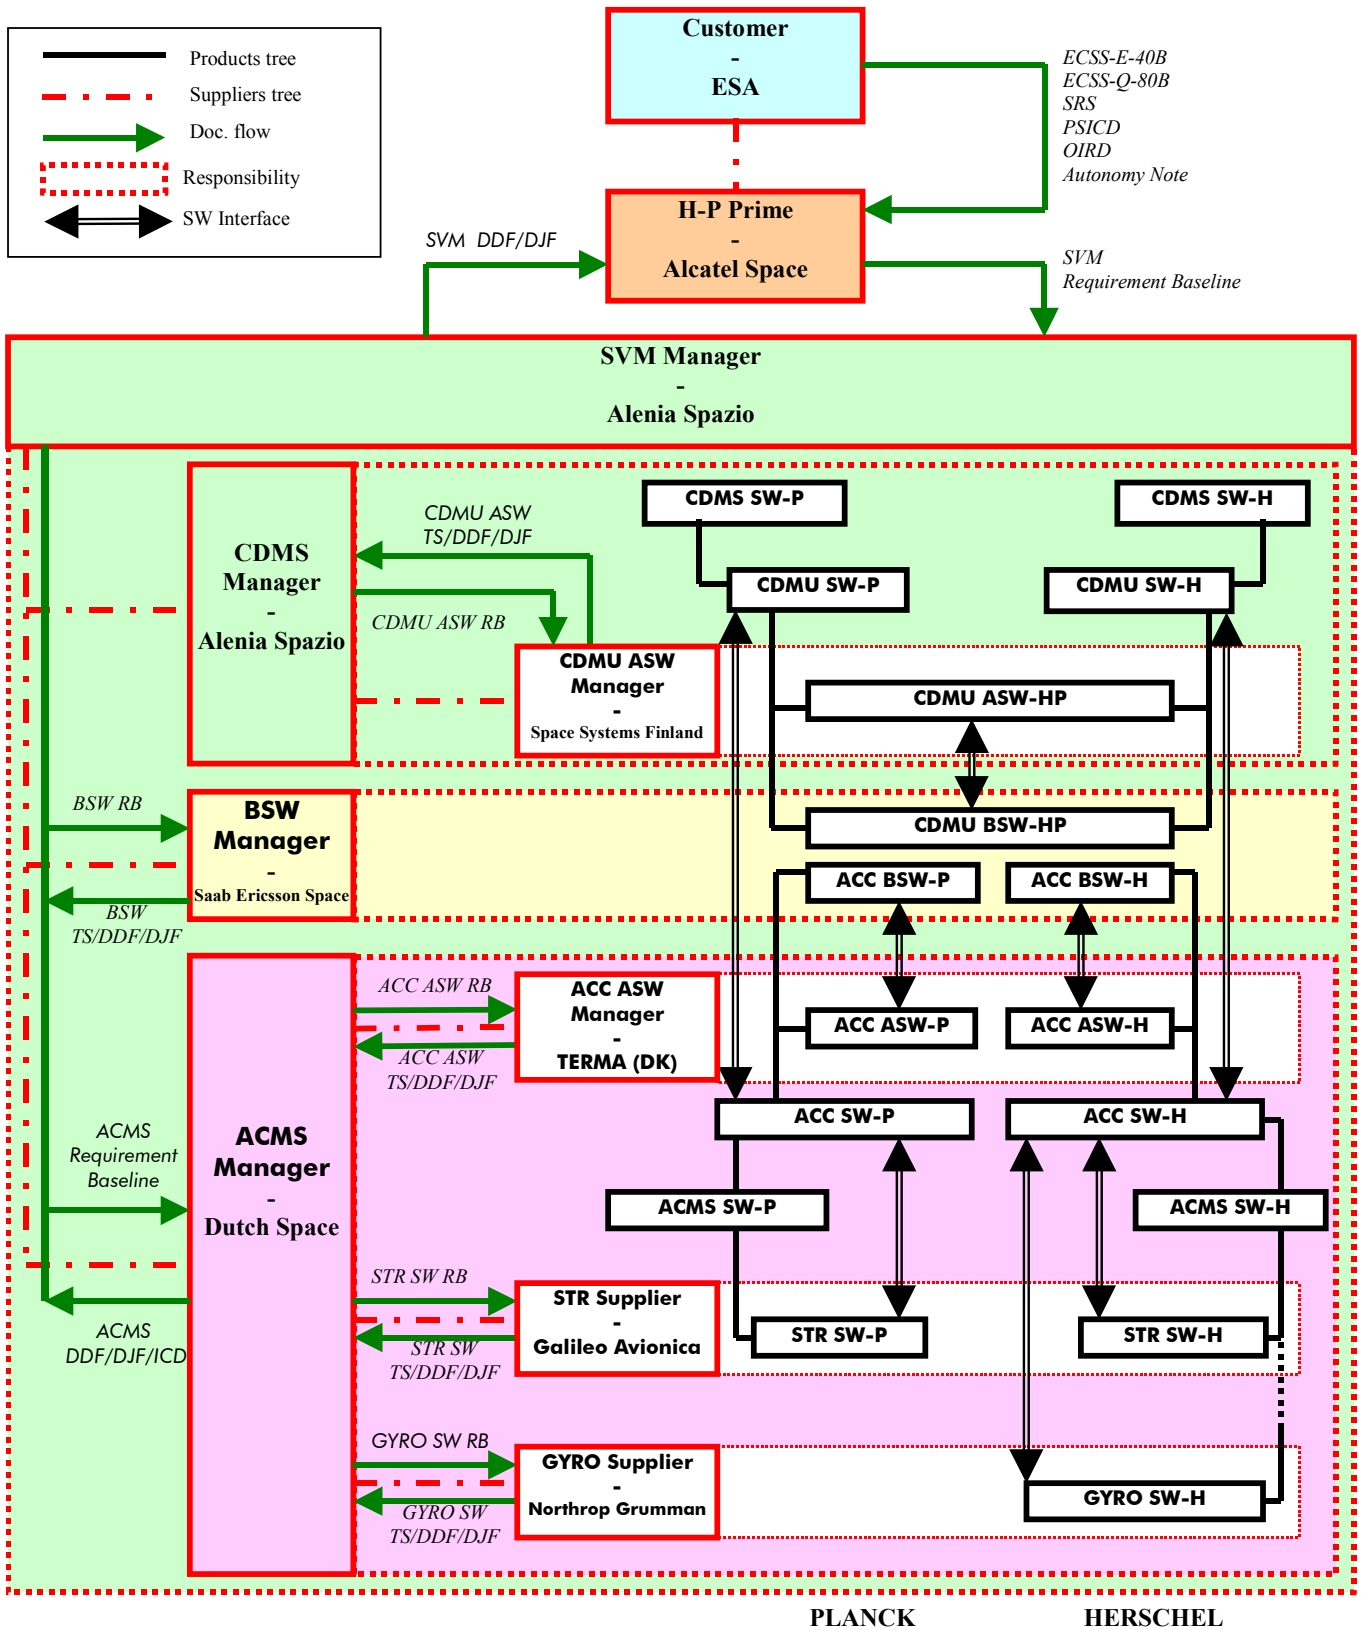 Products tree
Suppliers tree
Doc. flow
Responsibility
SW Interface
Customer
-
ESA
ECSS-E-40B
ECSS-Q-80B
SRS
PSICD
OIRD
Autonomy Note
H-P Prime
-
Alcatel Space
SVM DDF/DJF
SVM
Requirement Baseline
SVM Manager
-
Alenia Spazio
CDMS
Manager
-
Alenia Spazio
CDMU ASW
TS/DDF/DJF
CDMU ASW RB
CDMU ASW
Manager
-
Space Systems Finland
CDMS SW-P
CDMS SW-H
CDMU SW-P
CDMU SW-H
CDMU ASW-HP
BSW RB
BSW
Manager
-
Saab Ericsson Space
BSW
TS/DDF/DJF
CDMU BSW-HP
ACC BSW-P
ACC BSW-H
ACC ASW RB
ACC ASW
TS/DDF/DJF
ACC ASW
Manager
-
TERMA (DK)
ACC ASW-P
ACC ASW-H
ACC SW-P
ACC SW-H
ACMS
Requirement
Baseline
ACMS
Manager
-
Dutch Space
ACMS SW-P
ACMS SW-H
ACMS
DDF/DJF/ICD
STR SW RB
STR SW
TS/DDF/DJF
STR Supplier
-
Galileo Avionica
STR SW-P
STR SW-H
GYRO SW RB
GYRO SW
TS/DDF/DJF
GYRO Supplier
-
Northrop Grumman
GYRO SW-H
PLANCK
HERSCHEL